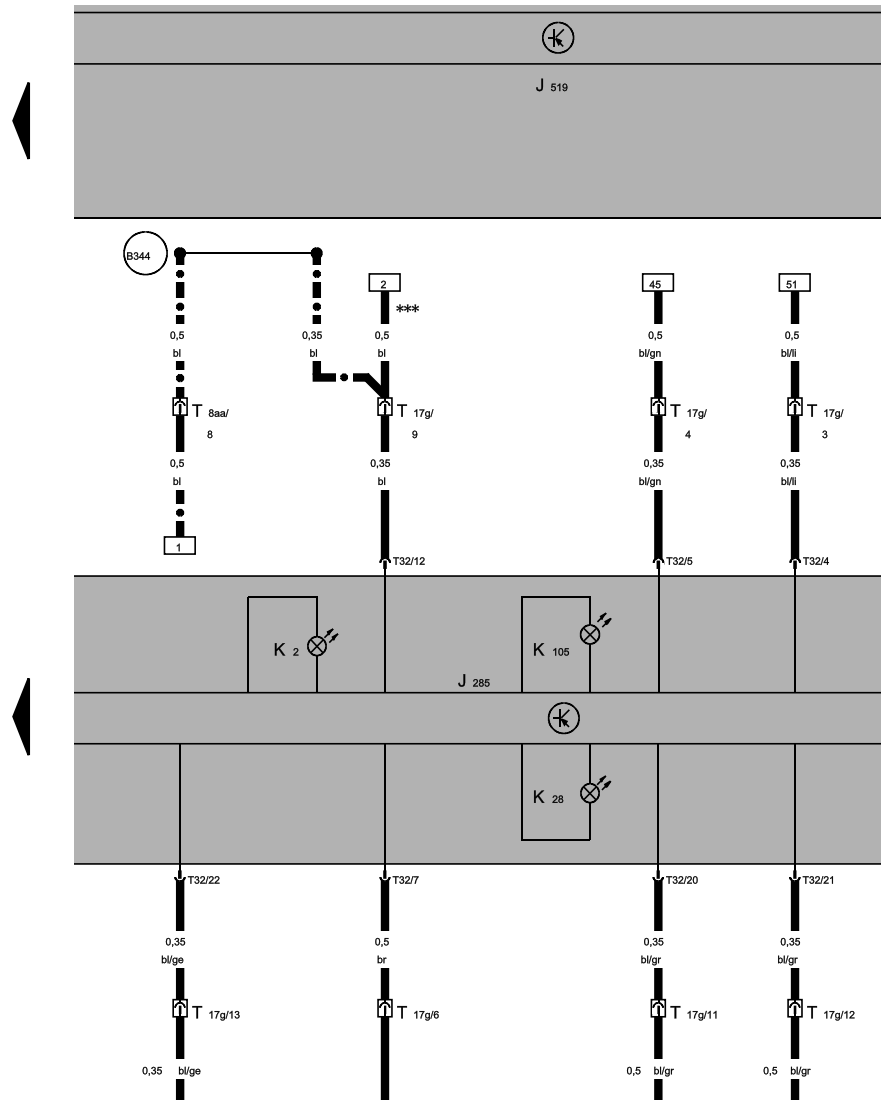 J 519
B344
2
45
51
***
0,5
0,35
0,5
0,5
0,5
bl
bl
bl
bl/gn
bl/li
T 8aa/
T 17g/
T 17g/
T 17g/
8
9
4
3
0,5
0,35
0,35
0,35
bl
bl
bl/gn
bl/li
1
T32/12
T32/5
T32/4
K 2
K 105
J 285
K 28
T32/22
T32/7
T32/20
T32/21
0,35
0,5
0,35
0,35
bl/ge
br
bl/gr
bl/gr
T 17g/13
T 17g/6
T 17g/11
T 17g/12
0,35 bl/ge
0,5 bl/gr
0,5 bl/gr